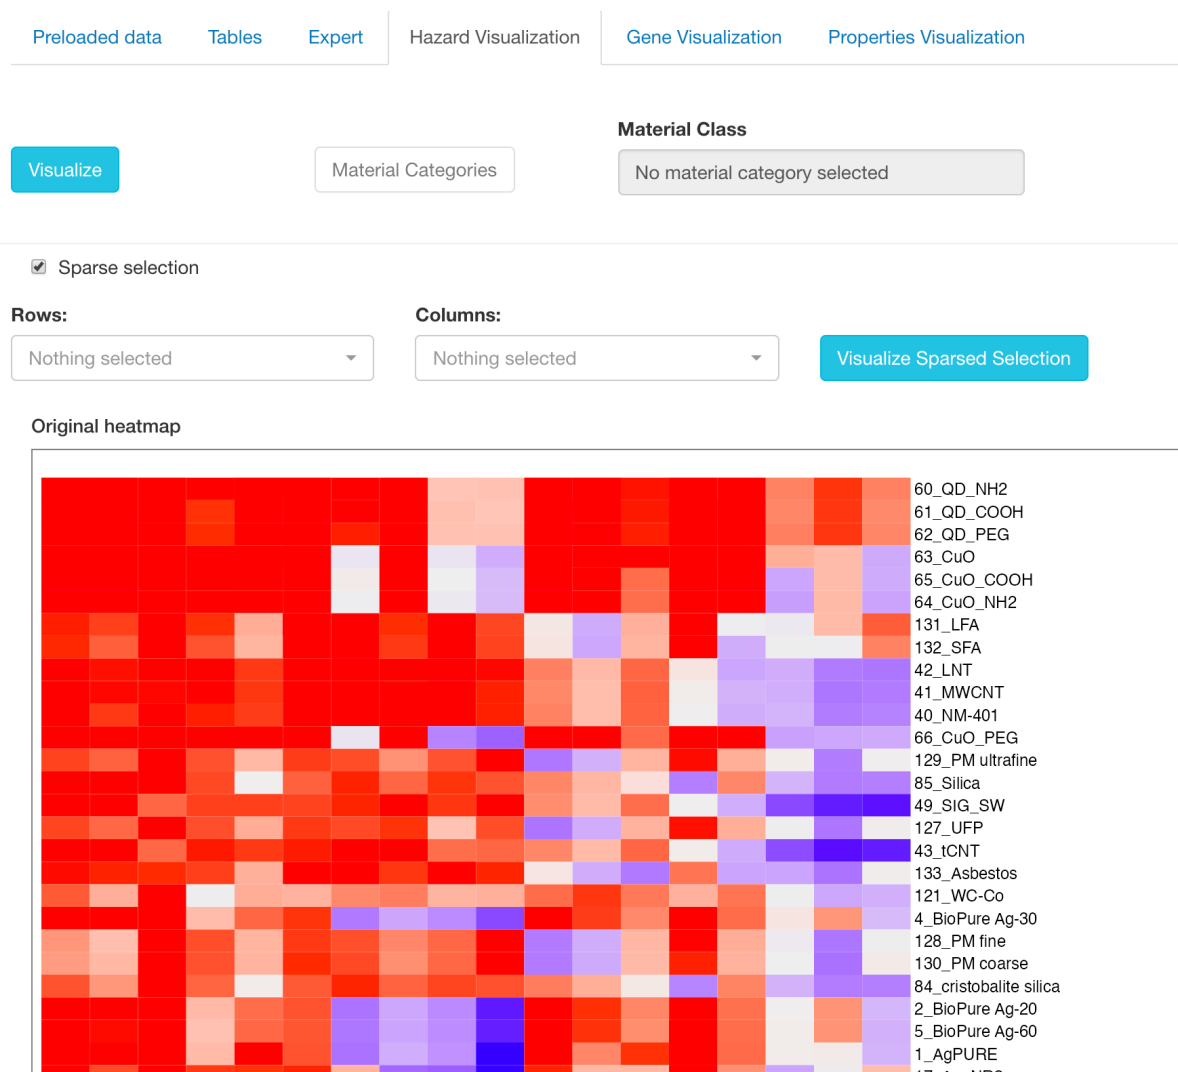 Preloaded data Tables Expert Hazard Visualization Gene Visualization Properties Visualization
Material Class
Visualize Material Categories No material category selected
Sparse selection
Rows: Columns:
Nothing selected Nothing selected Visualize Sparsed Selection
Original heatmap
60_QD_NH2
61_QD_COOH
62_QD_PEG
63_CuO
65_CuO_COOH
64_CuO_NH2
131_LFA
132_SFA
42_LNT
41_MWCNT
40_NM-401
66_CuO_PEG
129_PM ultrafine
85_Silica
49_SIG_SW
127_UFP
43_tCNT
133_Asbestos
121_WC-Co
4_BioPure Ag-30
128_PM fine
130_PM coarse
84_cristobalite silica
2_BioPure Ag-20
5_BioPure Ag-60
1_AgPURE